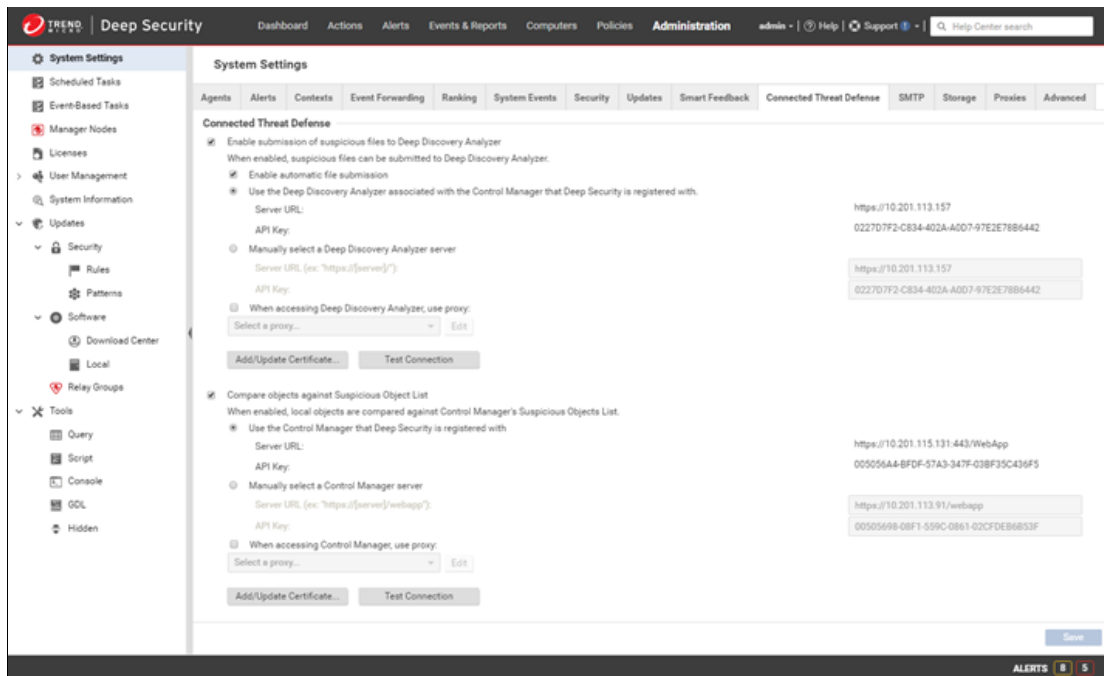 TREND MICRO Deep Security Dashboard Actions Alerts Events & Reports Computers Policies Administration admin Help Support Help Center search
System Settings
Scheduled Tasks
Event-Based Tasks
Manager Nodes
Licenses
User Management
System Information
Updates
Security
Rules
Patterns
Software
Download Center
Local
Relay Groups
Tools
Query
Script
Console
GDL
Hidden
System Settings
Agents Alerts Contexts Event Forwarding Ranking System Events Security Updates Smart Feedback Connected Threat Defense SMTP Storage Proxies Advanced
Connected Threat Defense
Enable submission of suspicious files to Deep Discovery Analyzer
When enabled, suspicious files can be submitted to Deep Discovery Analyzer.
Enable automatic file submission
Use the Deep Discovery Analyzer associated with the Control Manager that Deep Security is registered with.
Server URL: https://10.201.113.157
API Key: 0227D7F2-C834-402A-A0D7-97E2E78B6442
Manually select a Deep Discovery Analyzer server
Server URL (ex: "https://[server]/"): https://10.201.113.157
API Key: 0227D7F2-C834-402A-A0D7-97E2E78B6442
When accessing Deep Discovery Analyzer, use proxy:
Select a proxy... Edit
Add/Update Certificate... Test Connection
Compare objects against Suspicious Object List
When enabled, local objects are compared against Control Manager's Suspicious Objects List.
Use the Control Manager that Deep Security is registered with
Server URL: https://10.201.115.131:443/WebApp
API Key: 005056A4-BFDF-57A3-347F-03BF35C436F5
Manually select a Control Manager server
Server URL (ex: "https://[server]/webapp"): https://10.201.113.91/webapp
API Key: 00505698-08F1-559C-0861-02CFDEB6B53F
When accessing Control Manager, use proxy:
Select a proxy... Edit
Add/Update Certificate... Test Connection
Save
ALERTS 8 5